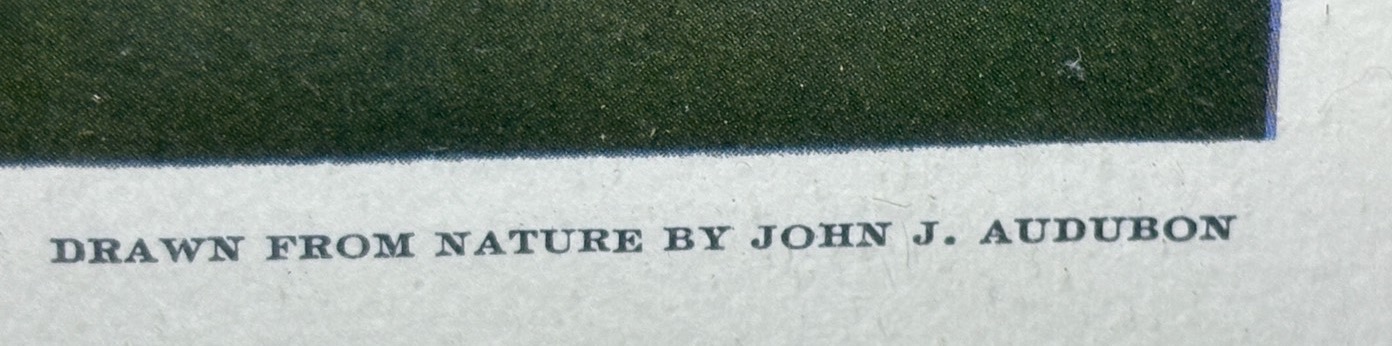 DRAWN FROM NATURE BY JOHN J. AUDUBON